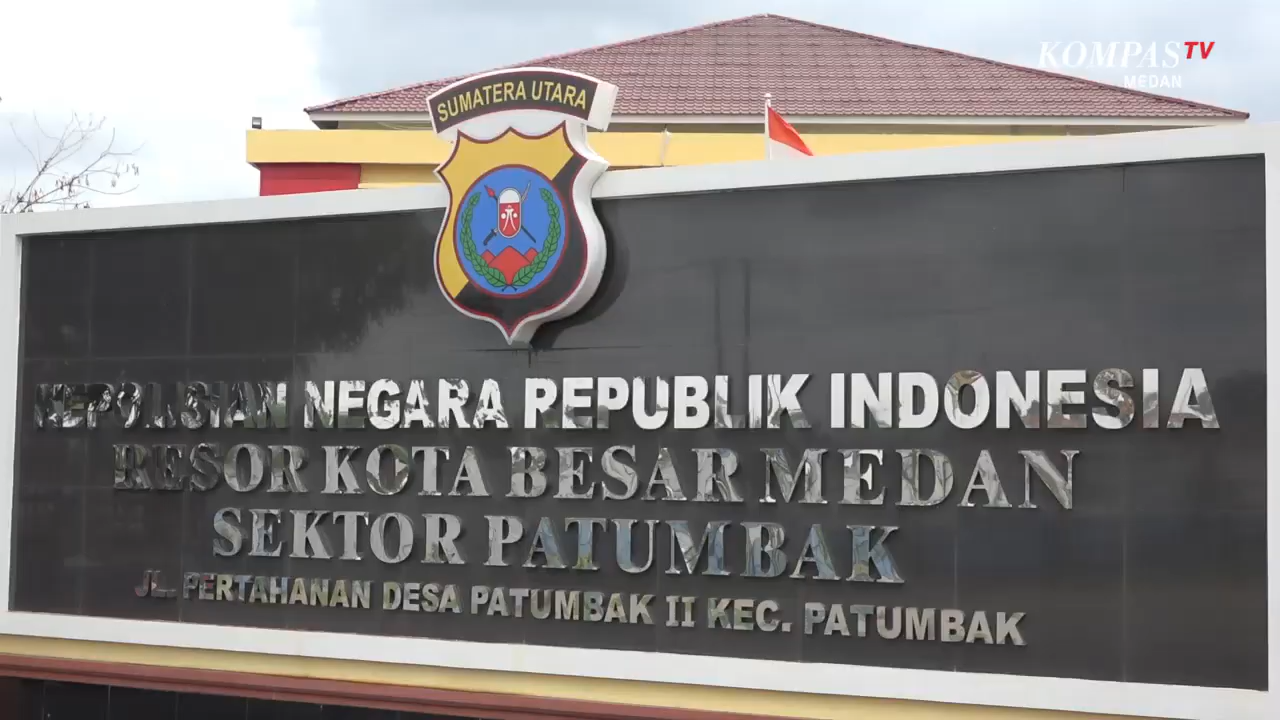 KOMPAS TV
MEDAN
SUMATERA UTARA
KEPOLISIAN NEGARA REPUBLIK INDONESIA
RESOR KOTA BESAR MEDAN
SEKTOR PATUMBAK
JL. PERTAHANAN DESA PATUMBAK II KEC. PATUMBAK